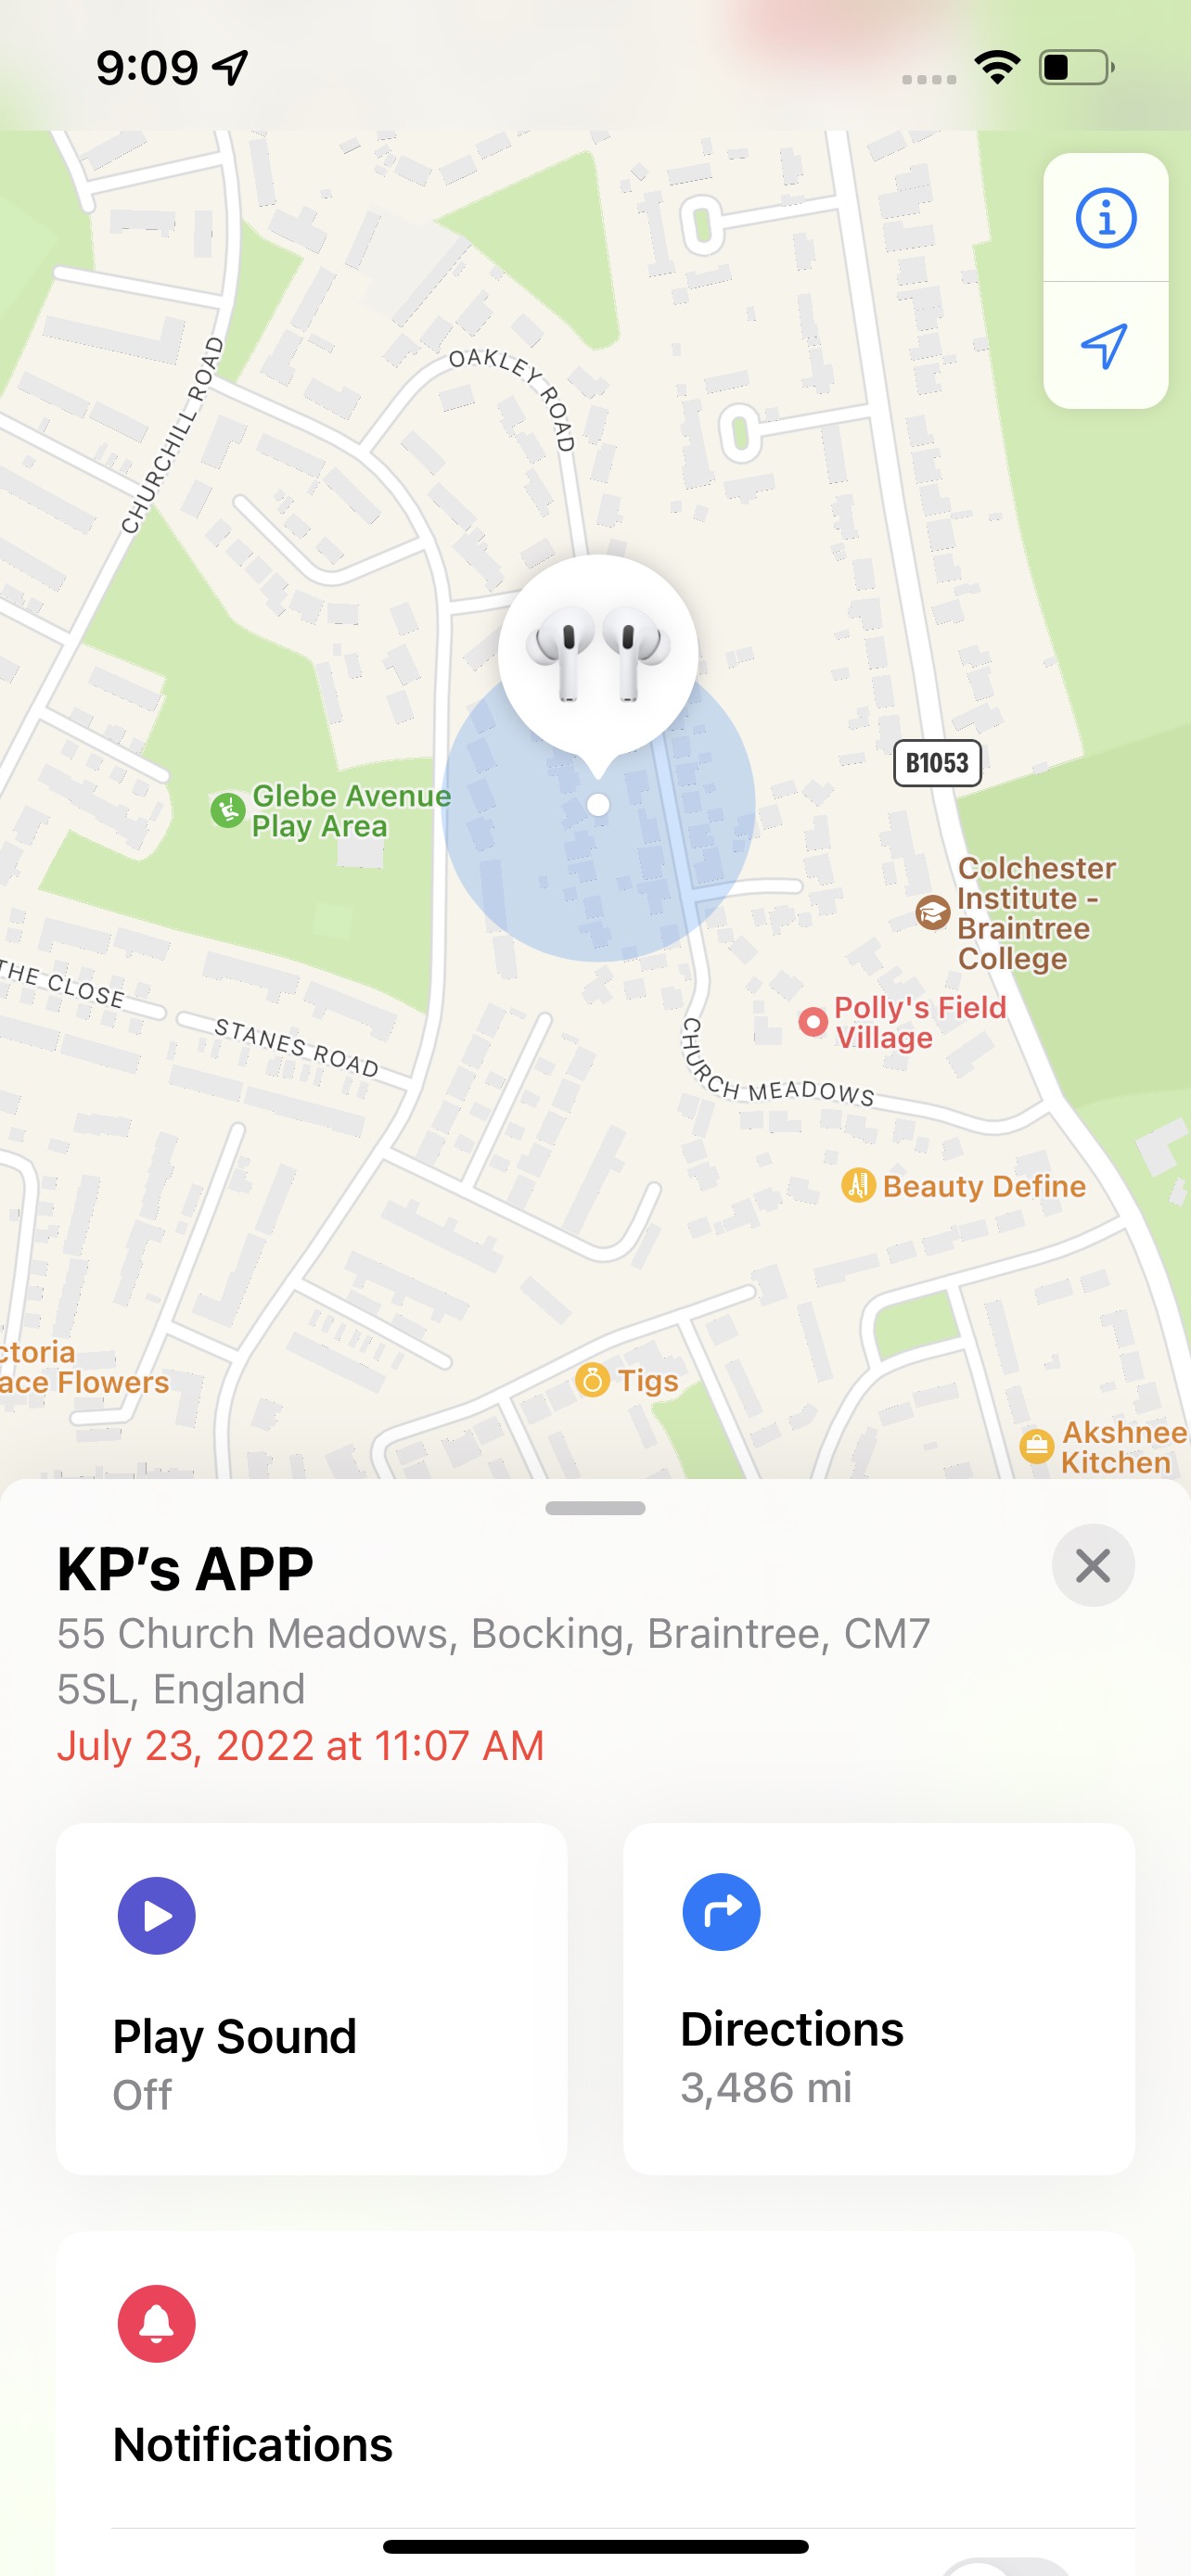 9:09
OAKLEY ROAD
CHURCHILL ROAD
B1053
Glebe Avenue
Play Area
Colchester
Institute -
Braintree
College
THE CLOSE
Polly's Field
Village
STANES ROAD
CHURCH MEADOWS
Beauty Define
ctoria
ace Flowers
Tigs
Akshnee
Kitchen
KP's APP
55 Church Meadows, Bocking, Braintree, CM7
5SL, England
July 23, 2022 at 11:07 AM
Play Sound
Off
Directions
3,486 mi
Notifications